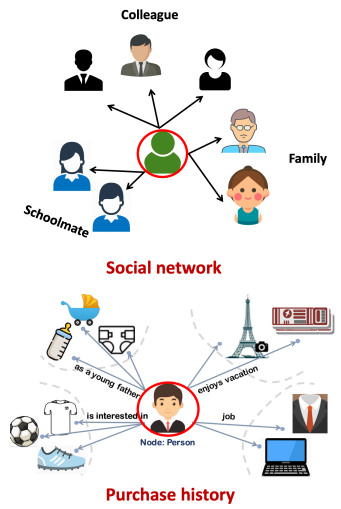 Colleague
Family
Schoolmate
Social network
as a young father
enjoys vacation
is interested in
job
Node: Person
Purchase history